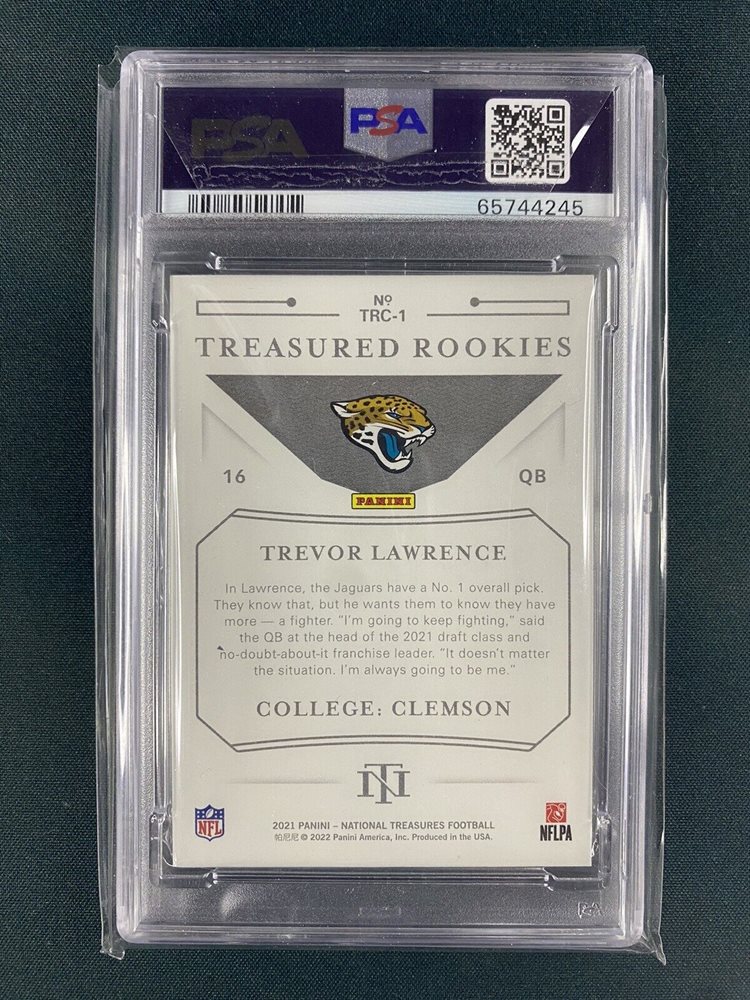 PSA
PSA
65744245
Nº
TRC-1
TREASURED ROOKIES
16
QB
PANINI
TREVOR LAWRENCE
In Lawrence, the Jaguars have a No. 1 overall pick.
They know that, but he wants them to know they have
more — a fighter. “I’m going to keep fighting,” said
the QB at the head of the 2021 draft class and
no-doubt-about-it franchise leader. “It doesn’t matter
the situation. I’m always going to be me.”
COLLEGE: CLEMSON
NT
NFL
2021 PANINI – NATIONAL TREASURES FOOTBALL
帕尼尼 © 2022 Panini America, Inc. Produced in the USA.
NFLPA
PSA